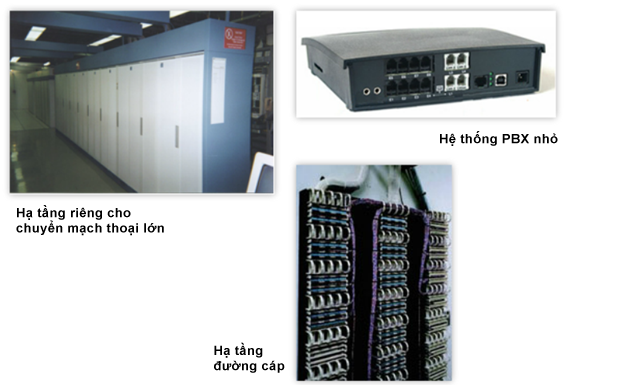 Hệ thống PBX nhỏ
Hạ tầng riêng cho
chuyển mạch thoại lớn
Hạ tầng
đường cáp